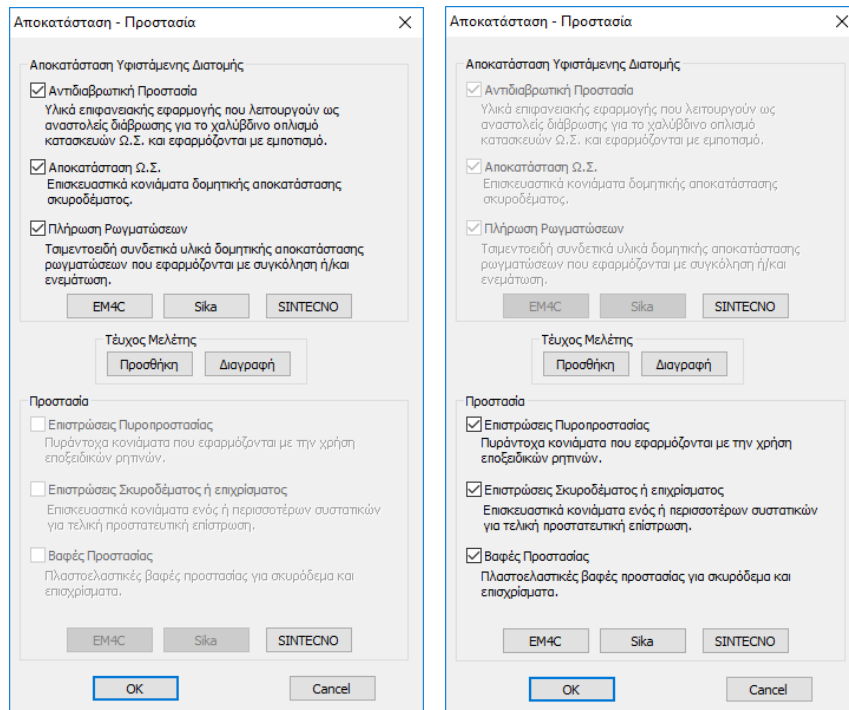 Αποκατάσταση - Προστασία
Αποκατάσταση Υφιστάμενης Διατομής
Αντιδιαβρωτική Προστασία
Υλικά επιφανειακής εφαρμογής που λειτουργούν ως
αναστολείς διάβρωσης για το χαλύβδινο οπλισμό
κατασκευών Ω.Σ. και εφαρμόζονται με εμποτισμό.
Αποκατάσταση Ω.Σ.
Επισκευαστικά κονιάματα δομητικής αποκατάστασης
σκυροδέματος.
Πλήρωση Ρωγματώσεων
Τσιμεντοειδή συνδετικά υλικά δομητικής αποκατάστασης
ρωγματώσεων που εφαρμόζονται με συγκόληση ή/και
ενεμάτωση.
EM4C Sika SINTECNO
Τέυχος Μελέτης
Προσθήκη Διαγραφή
Προστασία
Επιστρώσεις Πυροπροστασίας
Πυράντοχα κονιάματα που εφαρμόζονται με την χρήση
εποξειδικών ρητινών.
Επιστρώσεις Σκυροδέματος ή επιχρίσματος
Επισκευαστικά κονιάματα ενός ή περισσοτέρων συστατικών
για τελική προστατευτική επίστρωση.
Βαφές Προστασίας
Πλαστοελαστικές βαφές προστασίας για σκυρόδεμα και
επισχρίσματα.
EM4C Sika SINTECNO
OK Cancel
Αποκατάσταση - Προστασία
Αποκατάσταση Υφιστάμενης Διατομής
Αντιδιαβρωτική Προστασία
Υλικά επιφανειακής εφαρμογής που λειτουργούν ως
αναστολείς διάβρωσης για το χαλύβδινο οπλισμό
κατασκευών Ω.Σ. και εφαρμόζονται με εμποτισμό.
Αποκατάσταση Ω.Σ.
Επισκευαστικά κονιάματα δομητικής αποκατάστασης
σκυροδέματος.
Πλήρωση Ρωγματώσεων
Τσιμεντοειδή συνδετικά υλικά δομητικής αποκατάστασης
ρωγματώσεων που εφαρμόζονται με συγκόληση ή/και
ενεμάτωση.
EM4C Sika SINTECNO
Τέυχος Μελέτης
Προσθήκη Διαγραφή
Προστασία
Επιστρώσεις Πυροπροστασίας
Πυράντοχα κονιάματα που εφαρμόζονται με την χρήση
εποξειδικών ρητινών.
Επιστρώσεις Σκυροδέματος ή επιχρίσματος
Επισκευαστικά κονιάματα ενός ή περισσοτέρων συστατικών
για τελική προστατευτική επίστρωση.
Βαφές Προστασίας
Πλαστοελαστικές βαφές προστασίας για σκυρόδεμα και
επισχρίσματα.
EM4C Sika SINTECNO
OK Cancel